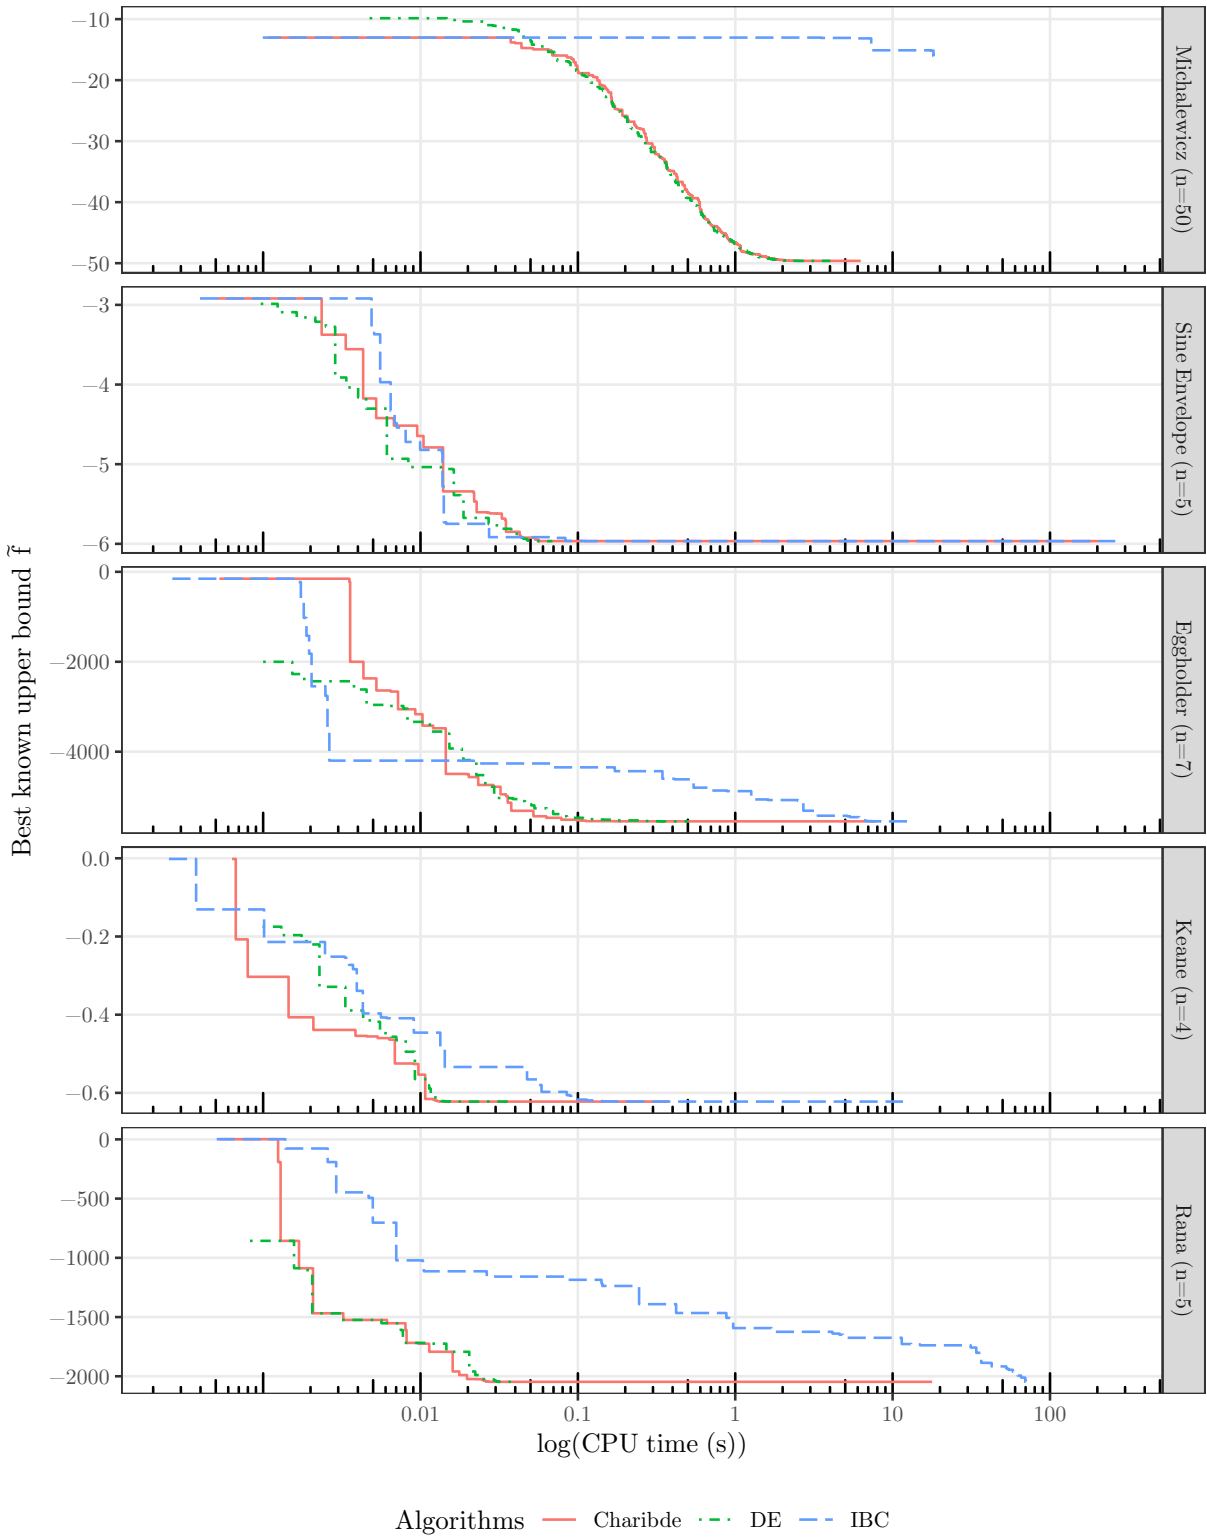 −10
−20
−30
−40
−50
Michalewicz (n=50)
−3
−4
−5
−6
Sine Envelope (n=5)
0
−2000
−4000
Eggholder (n=7)
0.0
−0.2
−0.4
−0.6
Keane (n=4)
0
−500
−1000
−1500
−2000
Rana (n=5)
Best known upper bound f̃
0.01 0.1 1 10 100
log(CPU time (s))
Algorithms Charibde DE IBC